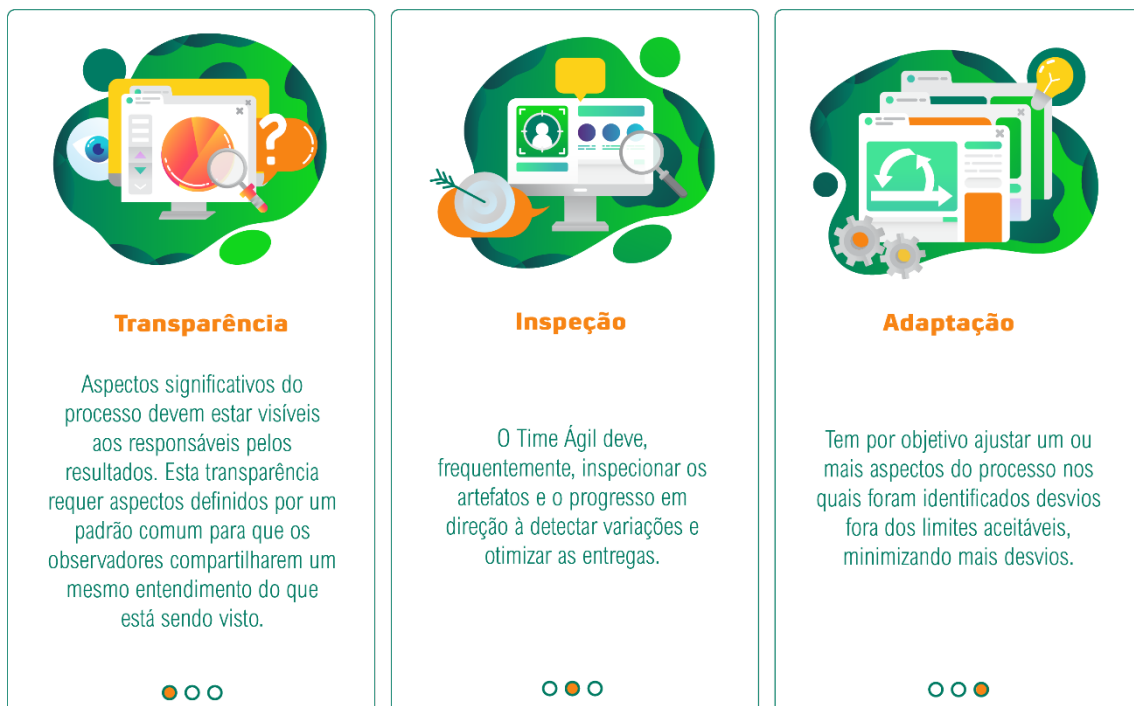 Transparência
Aspectos significativos do
processo devem estar visíveis
aos responsáveis pelos
resultados. Esta transparência
requer aspectos definidos por um
padrão comum para que os
observadores compartilharem um
mesmo entendimento do que
está sendo visto.
Inspeção
O Time Ágil deve,
frequentemente, inspecionar os
artefatos e o progresso em
direção à detectar variações e
otimizar as entregas.
Adaptação
Tem por objetivo ajustar um ou
mais aspectos do processo nos
quais foram identificados desvios
fora dos limites aceitáveis,
minimizando mais desvios.